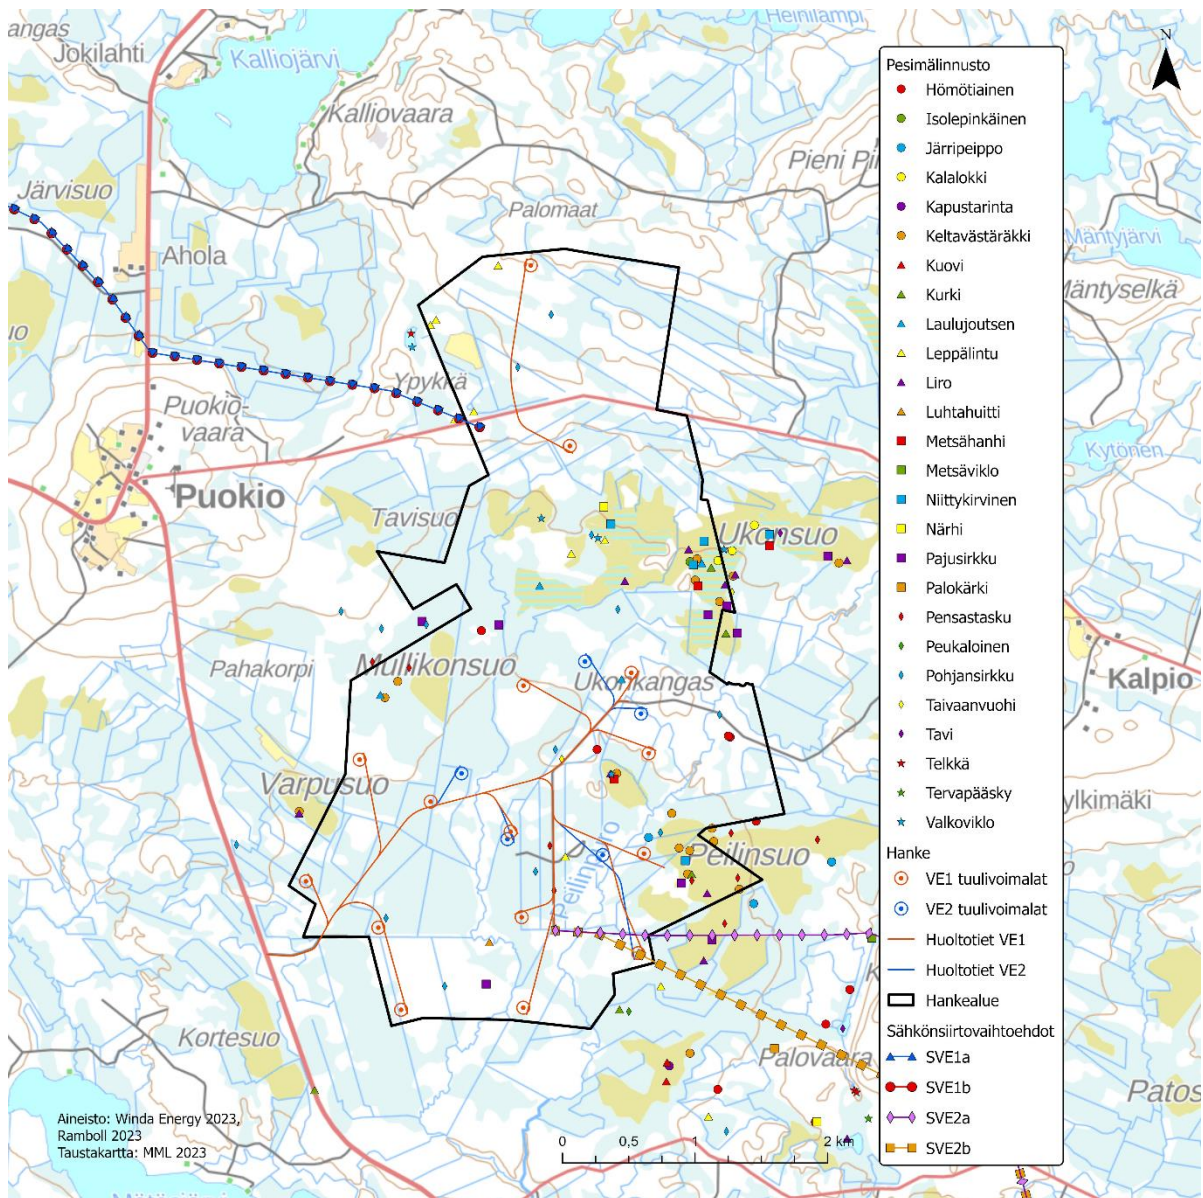 angas
Jokilahti
Kalliojärvi
Heinilampi
Kalliovaara
Pieni Pi
Järvisuo
Palomaat
Ahola
Mäntyjärvi
Mäntyselkä
uo
Ypykkä
Puokio-
vaara
Kytönen
Puokio
Tavisuo
Ukonsuo
Pahakorpi
Mullikonsuo
Ukonkangas
Kalpio
Varpusuo
ylkimäki
Peilinsuo
Kortesuo
Palovaara
Patos
N
Pesimälinnusto
Hömötiainen
Isolepinkäinen
Järripeippo
Kalalokki
Kapustarinta
Keltavästäräkki
Kuovi
Kurki
Laulujoutsen
Leppälintu
Liro
Luhtahuitti
Metsähanhi
Metsäviklo
Niittykirvinen
Närhi
Pajusirkku
Palokärki
Pensastasku
Peukaloinen
Pohjansirkku
Taivaanvuohi
Tavi
Telkkä
Tervapääsky
Valkoviklo
Hanke
VE1 tuulivoimalat
VE2 tuulivoimalat
Huoltotiet VE1
Huoltotiet VE2
Hankealue
Sähkönsiirtovaihtoehdot
SVE1a
SVE1b
SVE2a
SVE2b
Aineisto: Winda Energy 2023,
Ramboll 2023
Taustakartta: MML 2023
0 0,5 1 2 km